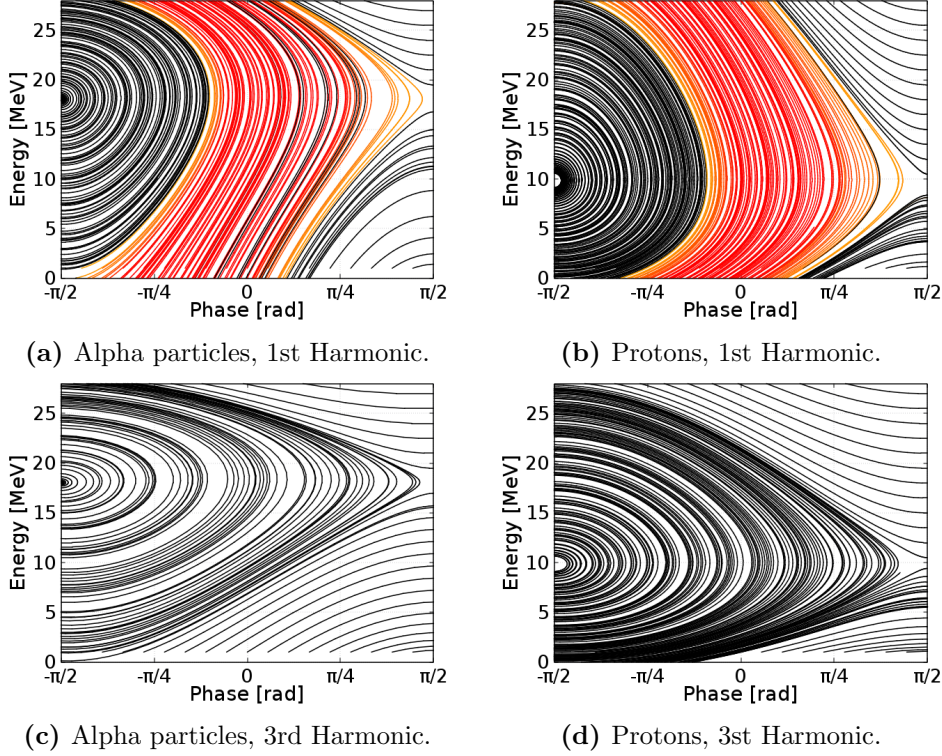 Energy [MeV]
25
20
15
10
5
0
-π/2
-π/4
0
π/4
π/2
Phase [rad]
(a) Alpha particles, 1st Harmonic.
Energy [MeV]
25
20
15
10
5
0
-π/2
-π/4
0
π/4
π/2
Phase [rad]
(b) Protons, 1st Harmonic.
Energy [MeV]
25
20
15
10
5
0
-π/2
-π/4
0
π/4
π/2
Phase [rad]
(c) Alpha particles, 3rd Harmonic.
Energy [MeV]
25
20
15
10
5
0
-π/2
-π/4
0
π/4
π/2
Phase [rad]
(d) Protons, 3st Harmonic.